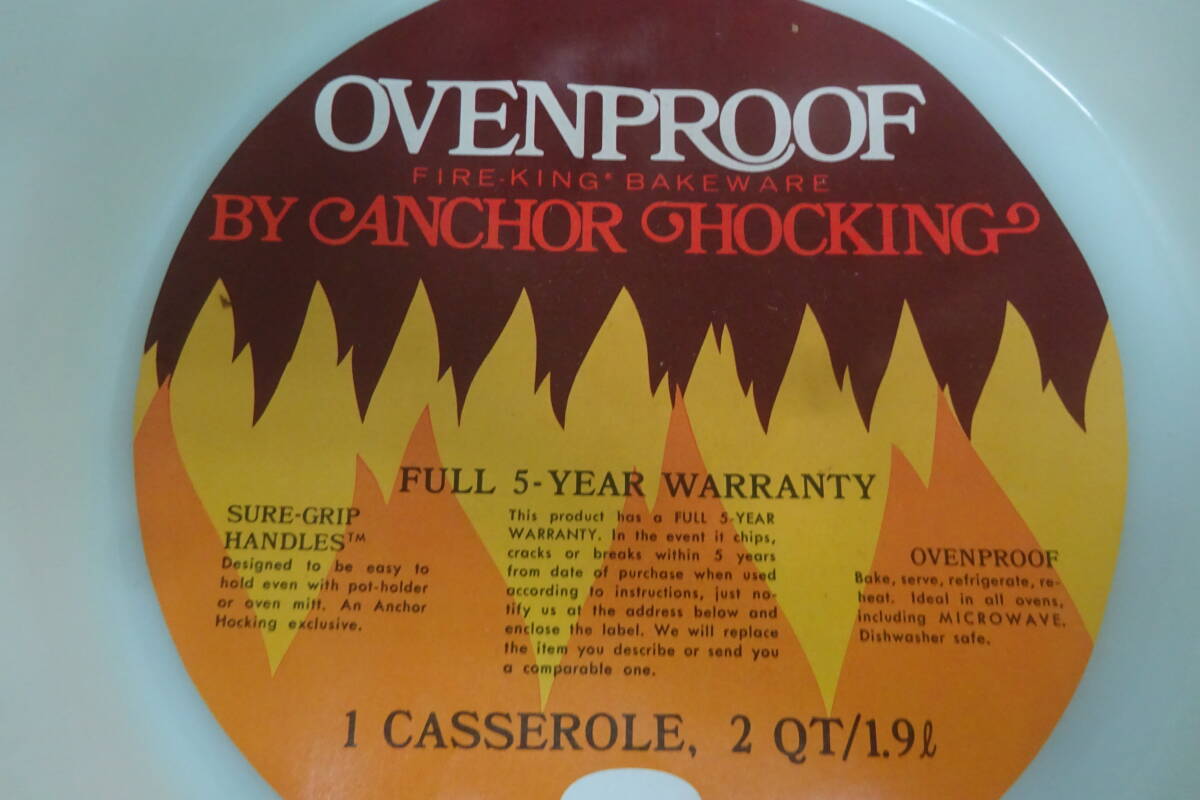 OVENPROOF
FIRE-KING® BAKEWARE
BY ANCHOR HOCKING
FULL 5-YEAR WARRANTY
SURE-GRIP
HANDLES™
Designed to be easy to
hold even with pot-holder
or oven mitt. An Anchor
Hocking exclusive.
This product has a FULL 5-YEAR
WARRANTY. In the event it chips,
cracks or breaks within 5 years
from date of purchase when used
according to instructions, just no-
tify us at the address below and
enclose the label. We will replace
the item you describe or send you
a comparable one.
OVENPROOF
Bake, serve, refrigerate, re-
heat. Ideal in all ovens,
including MICROWAVE.
Dishwasher safe.
1 CASSEROLE, 2 QT/1.9ℓ